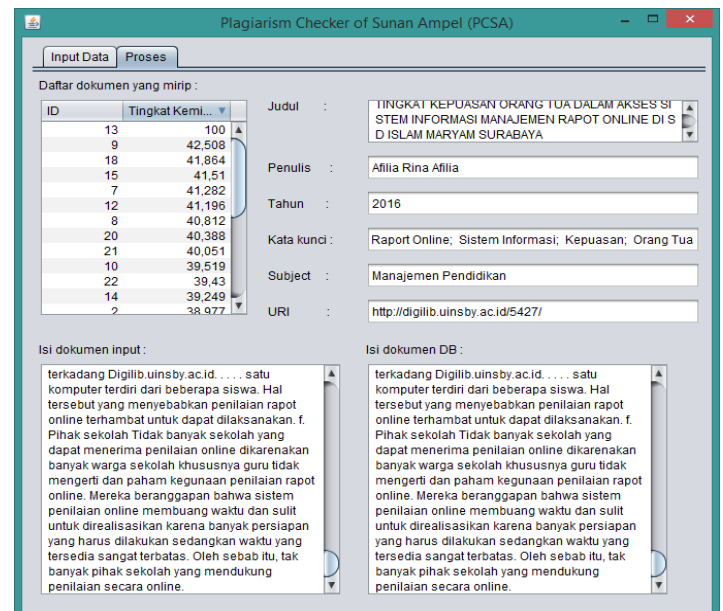 Plagiarism Checker of Sunan Ampel (PCSA)
Input Data Proses
Daftar dokumen yang mirip :
ID Tingkat Kemi...
13 100
9 42,508
18 41,864
15 41,51
7 41,282
12 41,196
8 40,812
20 40,388
21 40,051
10 39,519
22 39,43
14 39,249
2 38,977
Judul :
TINGKAT KEPUASAN ORANG TUA DALAM AKSES SI
STEM INFORMASI MANAJEMEN RAPOT ONLINE DI S
D ISLAM MARYAM SURABAYA
Penulis : Afilia Rina Afilia
Tahun : 2016
Kata kunci : Raport Online; Sistem Informasi; Kepuasan; Orang Tua
Subject : Manajemen Pendidikan
URI : http://digilib.uinsby.ac.id/5427/
Isi dokumen input :
terkadang Digilib.uinsby.ac.id. . . . . satu
komputer terdiri dari beberapa siswa. Hal
tersebut yang menyebabkan penilaian rapot
online terhambat untuk dapat dilaksanakan. f.
Pihak sekolah Tidak banyak sekolah yang
dapat menerima penilaian online dikarenakan
banyak warga sekolah khususnya guru tidak
mengerti dan paham kegunaan penilaian rapot
online. Mereka beranggapan bahwa sistem
penilaian online membuang waktu dan sulit
untuk direalisasikan karena banyak persiapan
yang harus dilakukan sedangkan waktu yang
tersedia sangat terbatas. Oleh sebab itu, tak
banyak pihak sekolah yang mendukung
penilaian secara online.
Isi dokumen DB :
terkadang Digilib.uinsby.ac.id. . . . . satu
komputer terdiri dari beberapa siswa. Hal
tersebut yang menyebabkan penilaian rapot
online terhambat untuk dapat dilaksanakan. f.
Pihak sekolah Tidak banyak sekolah yang
dapat menerima penilaian online dikarenakan
banyak warga sekolah khususnya guru tidak
mengerti dan paham kegunaan penilaian rapot
online. Mereka beranggapan bahwa sistem
penilaian online membuang waktu dan sulit
untuk direalisasikan karena banyak persiapan
yang harus dilakukan sedangkan waktu yang
tersedia sangat terbatas. Oleh sebab itu, tak
banyak pihak sekolah yang mendukung
penilaian secara online.